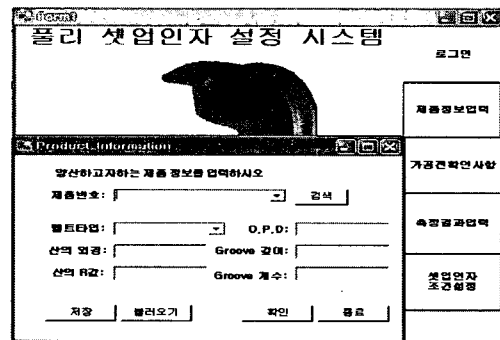 Form1
풀리 셋업인자 설정 시스템
로그인
제품정보입력
가공전확인사항
측정결과입력
셋업인자
조건설정
Product Information
양산하고자하는 제품 정보를 입력하시오
제품번호:
검색
벨트타입:
O.P.D:
산의 외경:
Groove 깊이:
산의 R값:
Groove 개수:
저장
불러오기
확인
종료